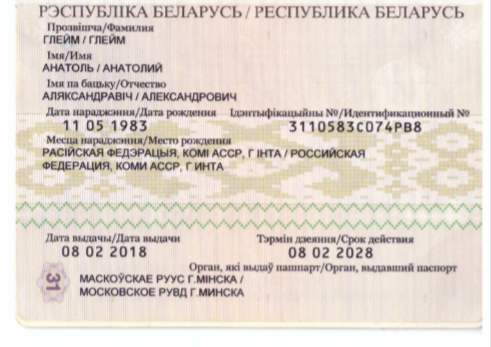 РЭСПУБЛІКА БЕЛАРУСЬ / РЕСПУБЛИКА БЕЛАРУСЬ
Прозвішча/Фамилия
ГЛЕЙМ / ГЛЕЙМ
Імя/Имя
АНАТОЛЬ / АНАТОЛИЙ
Імя па бацьку/Отчество
АЛЯКСАНДРАВІЧ / АЛЕКСАНДРОВИЧ
Дата нараджэння/Дата рождения Ідэнтыфікацыйны №/Идентификационный №
11 05 1983 3110583C074PB8
Месца нараджэння/Место рождения
РАСІЙСКАЯ ФЕДЭРАЦЫЯ, КОМІ АССР, Г ІНТА / РОССИЙСКАЯ
ФЕДЕРАЦИЯ, КОМИ АССР, Г ИНТА
Дата выдачы/Дата выдачи Тэрмін дзеяння/Срок действия
08 02 2018 08 02 2028
Орган, які выдаў пашпарт/Орган, выдавший паспорт
31 МАСКОЎСКАЕ РУУС Г.МІНСКА /
МОСКОВСКОЕ РУВД Г.МИНСКА